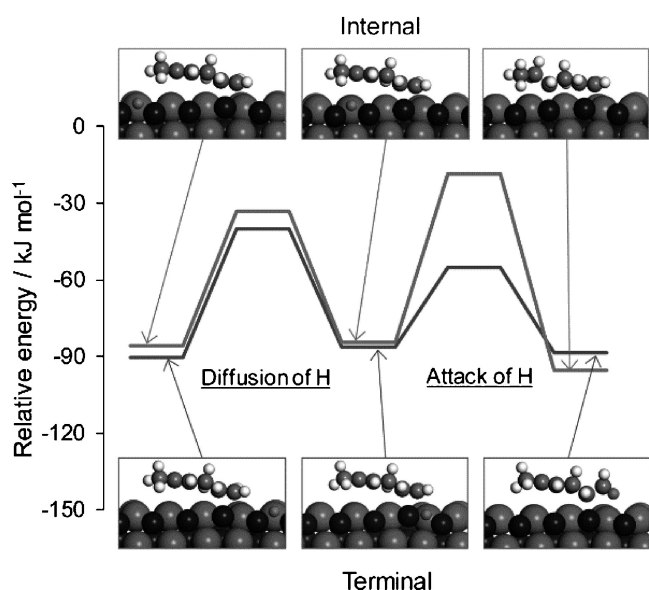 Internal
Relative energy / kJ mol⁻¹
0
-30
-60
-90
-120
-150
Diffusion of H
Attack of H
Terminal